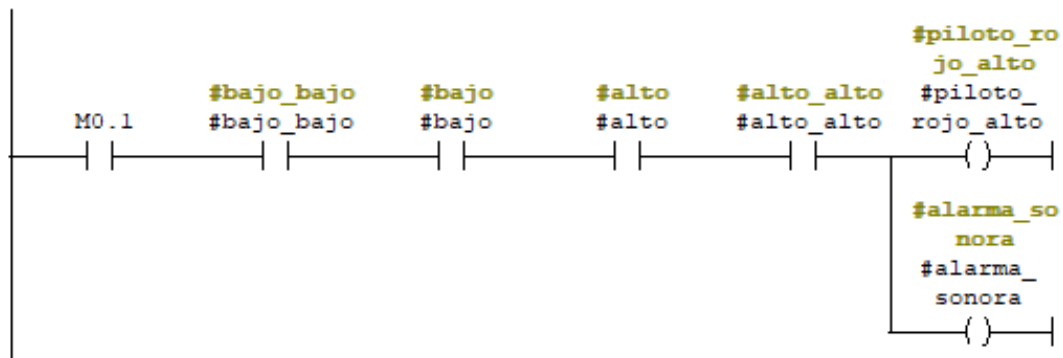 #piloto_ro
jo_alto
#bajo_bajo #bajo #alto #alto_alto #piloto_
M0.1 #bajo_bajo #bajo #alto #alto_alto rojo_alto
#alarma_so
nora
#alarma_
sonora